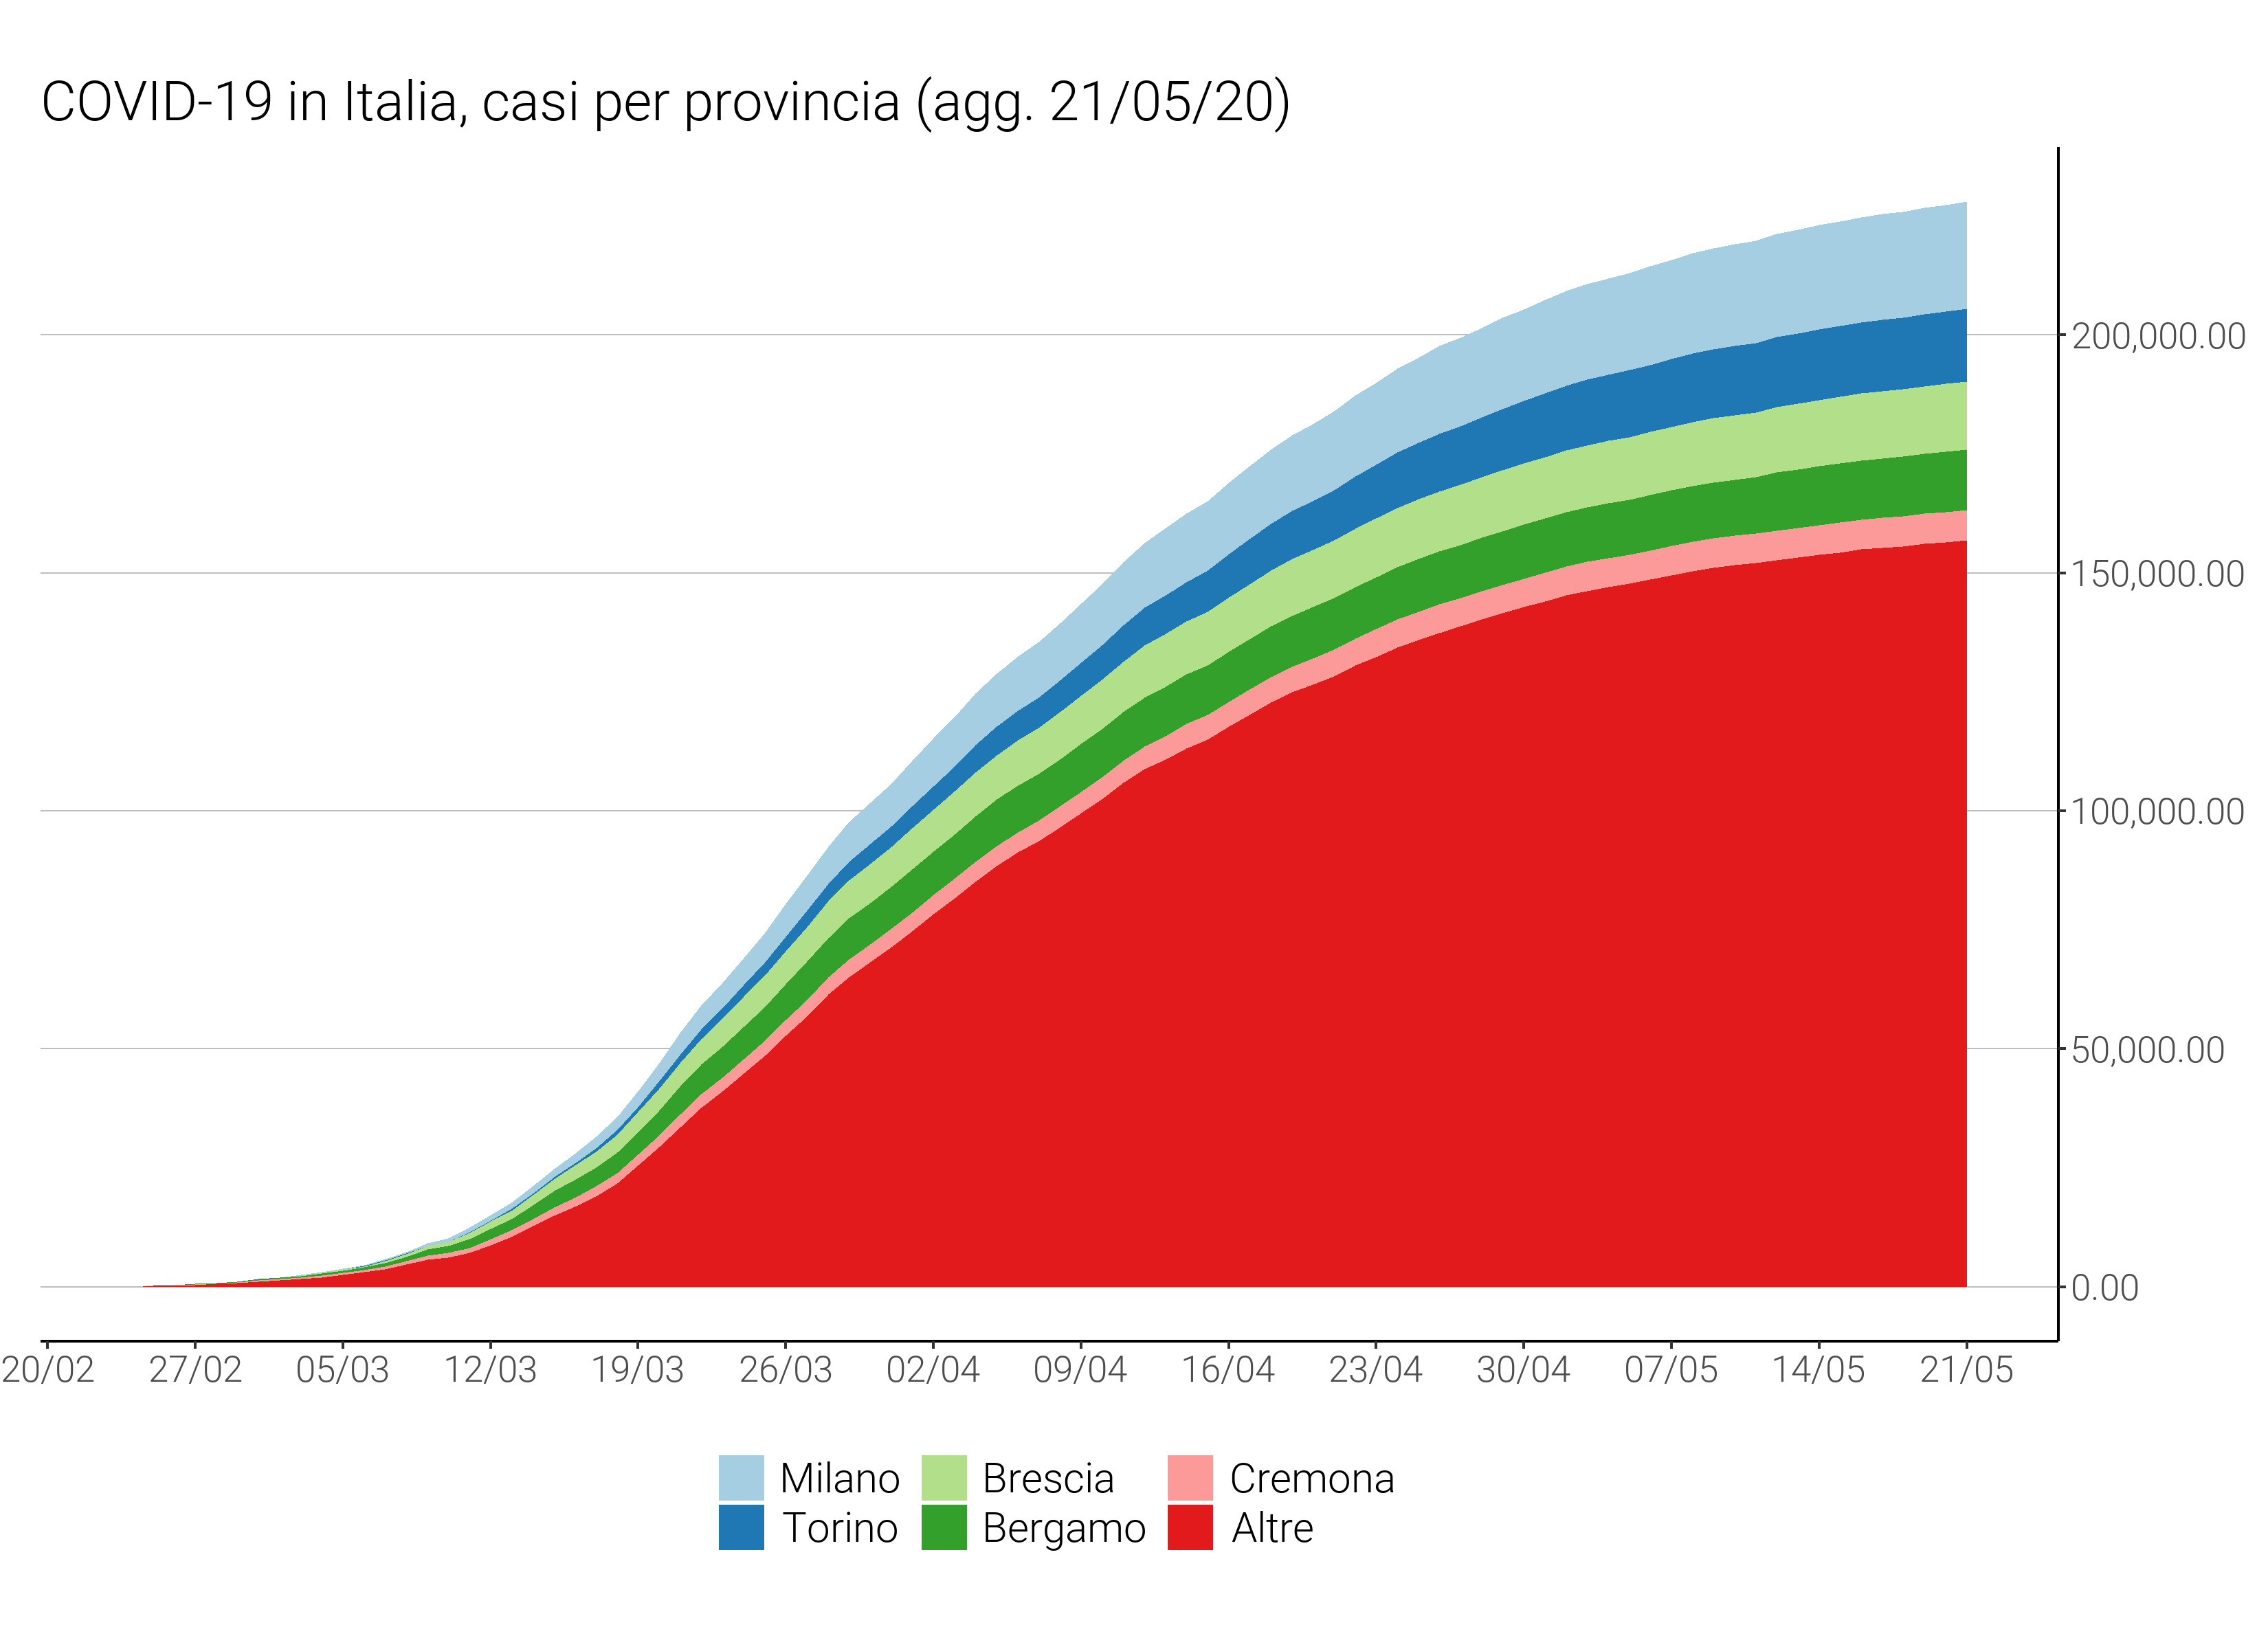 COVID-19 in Italia, casi per provincia (agg. 21/05/20)
200,000.00
150,000.00
100,000.00
50,000.00
0.00
20/02 27/02 05/03 12/03 19/03 26/03 02/04 09/04 16/04 23/04 30/04 07/05 14/05 21/05
Milano Brescia Cremona
Torino Bergamo Altre